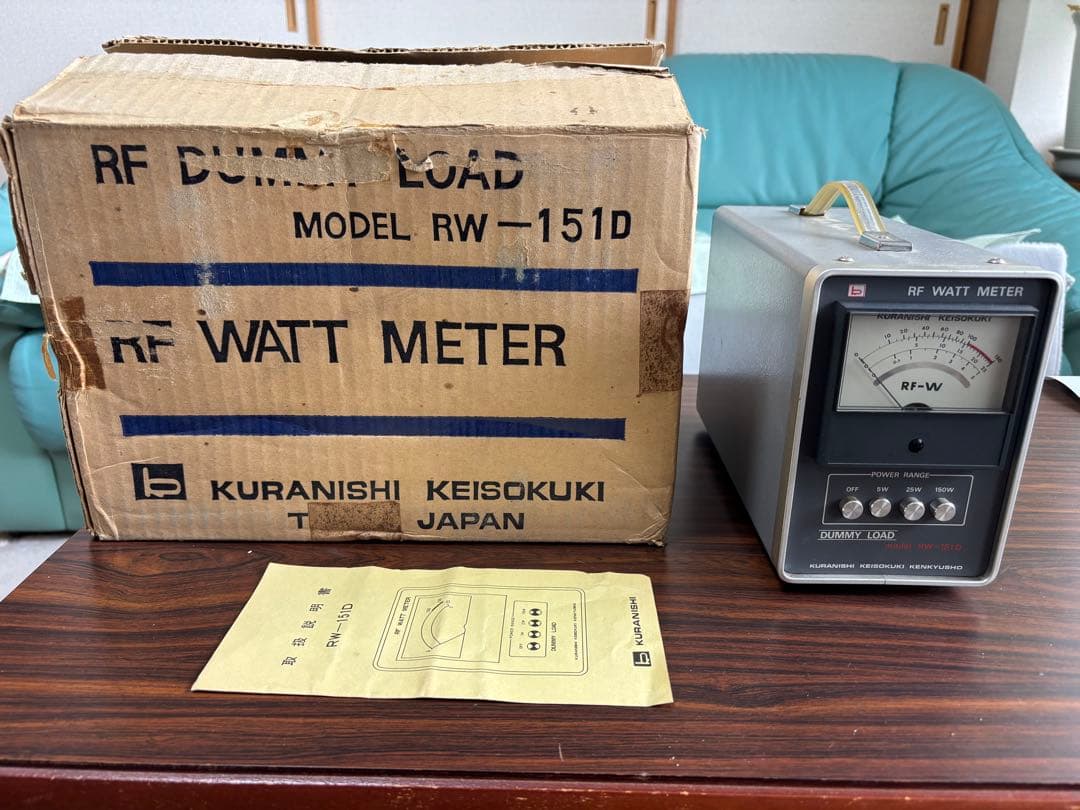 RF DUMMY LOAD
MODEL RW-151D
RF WATT METER
KURANISHI KEISOKUKI
JAPAN
RF WATT METER
KURANISHI KEISOKUKI
RF-W
POWER RANGE
OFF 5W 25W 150W
DUMMY LOAD
MODEL RW-151D
KURANISHI KEISOKUKI KENKYUSHO
取扱説明書
RW-151D
RF WATT METER
DUMMY LOAD
KURANISHI